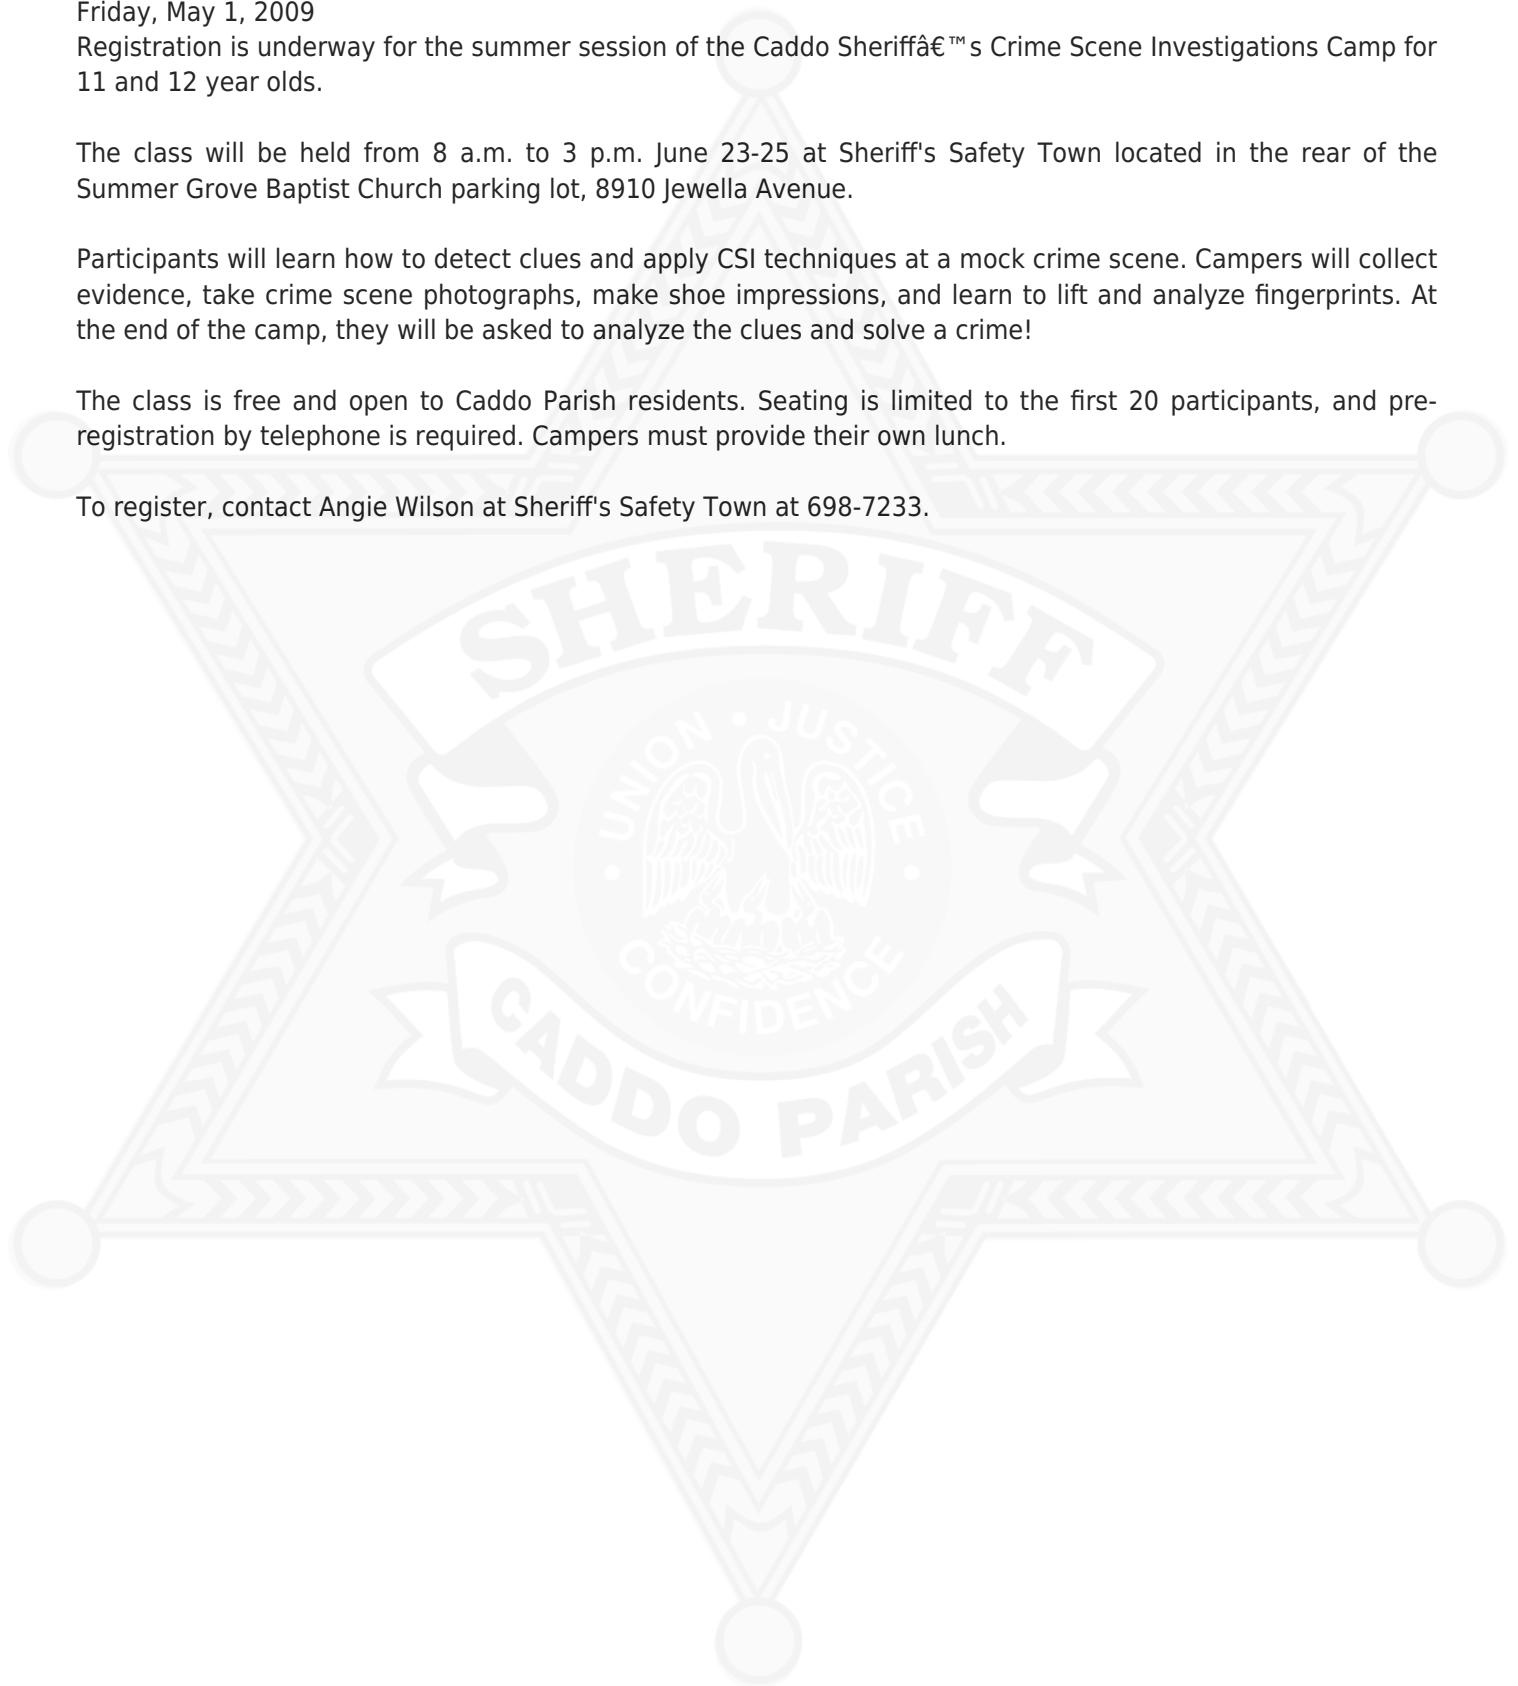 Friday, May 1, 2009
Registration is underway for the summer session of the Caddo Sheriffâ€™s Crime Scene Investigations Camp for
11 and 12 year olds.
The class will be held from 8 a.m. to 3 p.m. June 23-25 at Sheriff's Safety Town located in the rear of the
Summer Grove Baptist Church parking lot, 8910 Jewella Avenue.
Participants will learn how to detect clues and apply CSI techniques at a mock crime scene. Campers will collect
evidence, take crime scene photographs, make shoe impressions, and learn to lift and analyze fingerprints. At
the end of the camp, they will be asked to analyze the clues and solve a crime!
The class is free and open to Caddo Parish residents. Seating is limited to the first 20 participants, and pre-
registration by telephone is required. Campers must provide their own lunch.
To register, contact Angie Wilson at Sheriff's Safety Town at 698-7233.
SHERIFF
UNION • JUSTICE
• CONFIDENCE •
CADDO PARISH